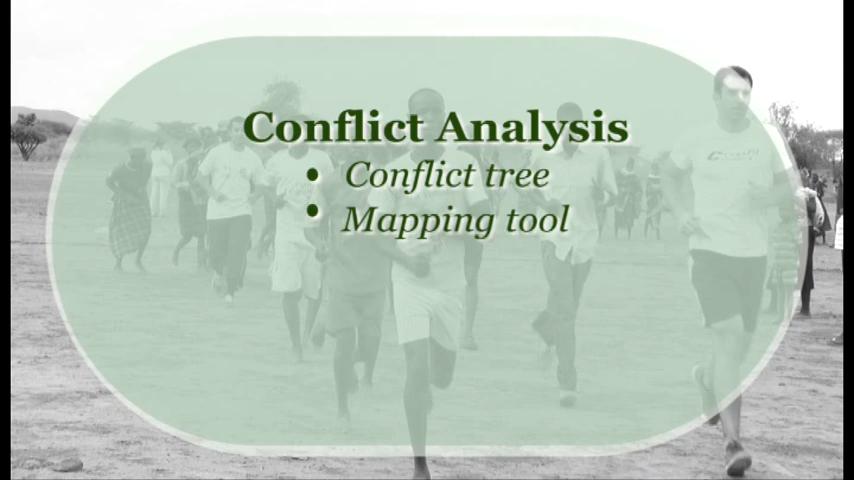 Conflict Analysis
• Conflict tree
• Mapping tool